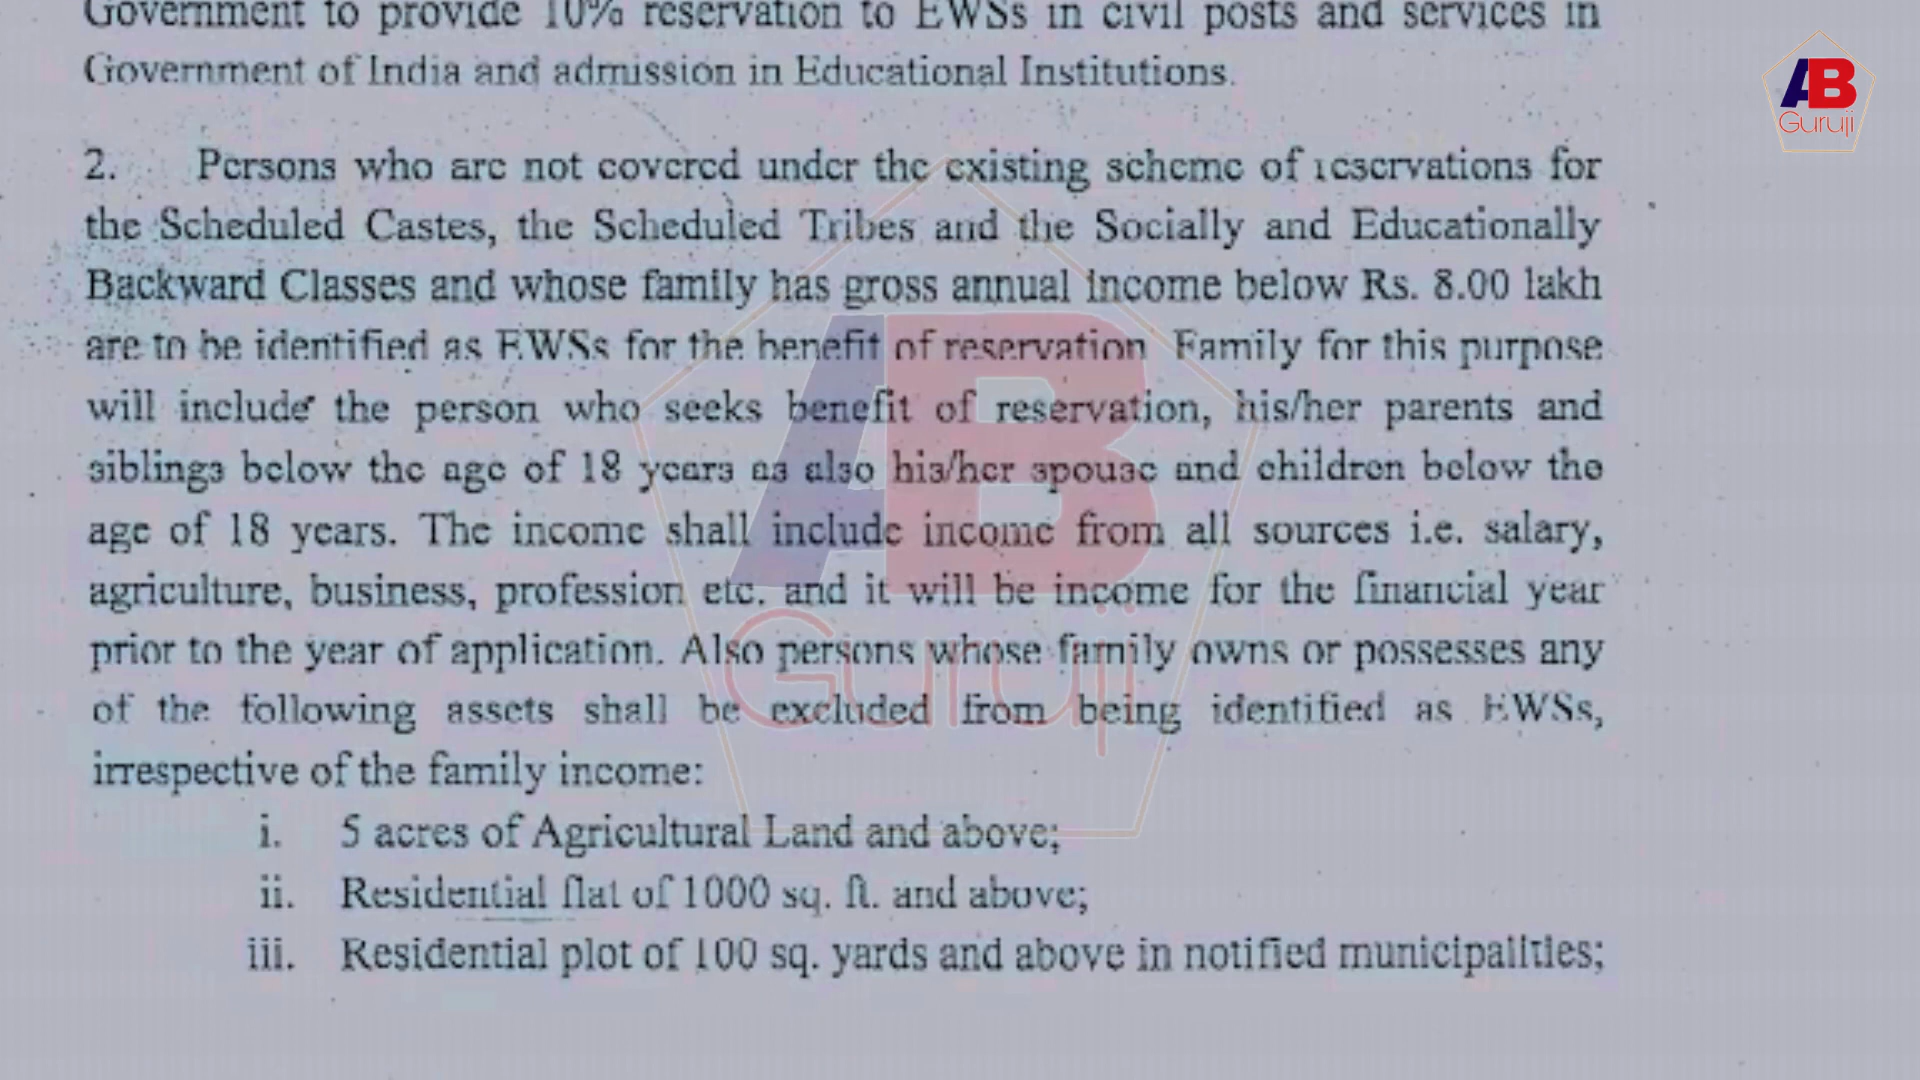 Government to provide 10% reservation to EWSs in civil posts and services in
Government of India and admission in Educational Institutions.
AB
Guruji
2. Persons who are not covered under the existing scheme of reservations for
the Scheduled Castes, the Scheduled Tribes and the Socially and Educationally
Backward Classes and whose family has gross annual income below Rs. 8.00 lakh
are to be identified as EWSs for the benefit of reservation Family for this purpose
will include the person who seeks benefit of reservation, his/her parents and
siblings below the age of 18 years as also his/her spouse and children below the
age of 18 years. The income shall include income from all sources i.e. salary,
agriculture, business, profession etc. and it will be income for the financial year
prior to the year of application. Also persons whose family owns or possesses any
of the following assets shall be excluded from being identified as EWSs,
irrespective of the family income:
i. 5 acres of Agricultural Land and above;
ii. Residential flat of 1000 sq. ft. and above;
iii. Residential plot of 100 sq. yards and above in notified municipalities;
AB
Guruji